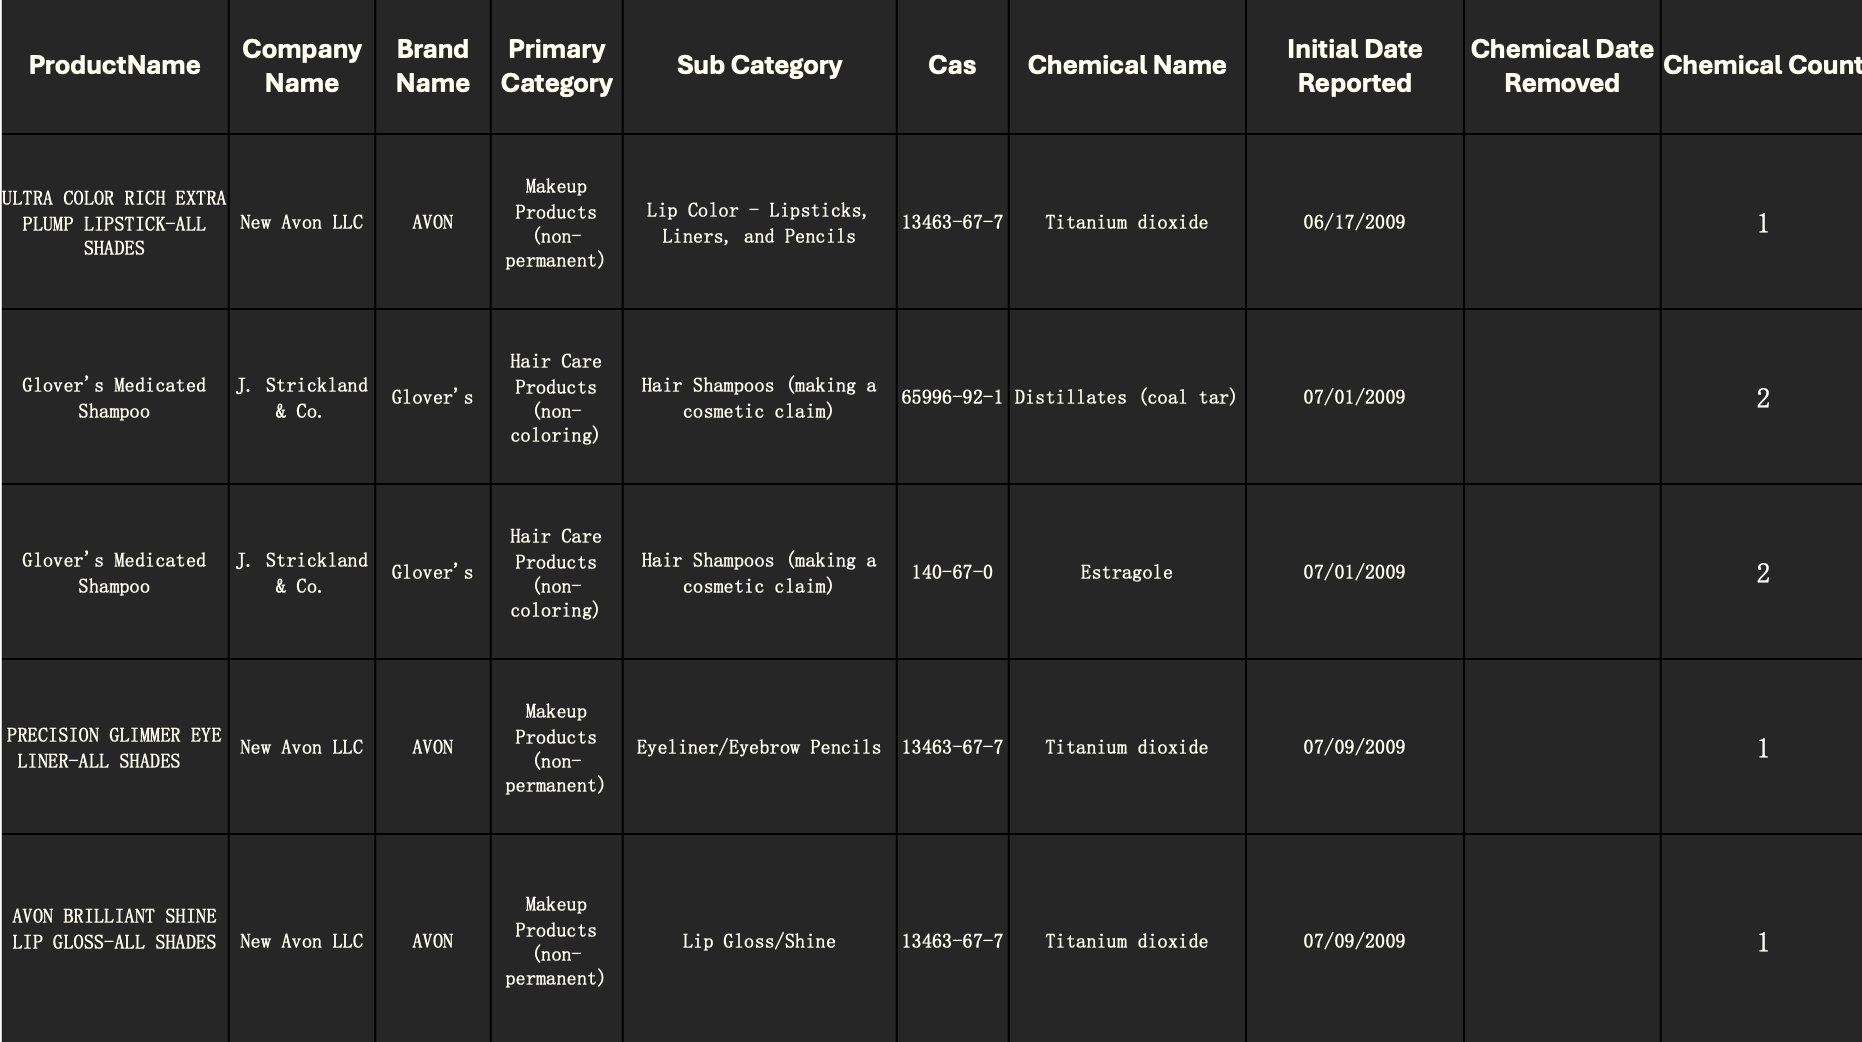 ProductName
Company
Name
Brand
Name
Primary
Category
Sub Category
Cas
Chemical Name
Initial Date
Reported
Chemical Date
Removed
Chemical Count
ULTRA COLOR RICH EXTRA
PLUMP LIPSTICK-ALL
SHADES
New Avon LLC
AVON
Makeup
Products
(non-
permanent)
Lip Color - Lipsticks,
Liners, and Pencils
13463-67-7
Titanium dioxide
06/17/2009
1
Glover's Medicated
Shampoo
J. Strickland
& Co.
Glover's
Hair Care
Products
(non-
coloring)
Hair Shampoos (making a
cosmetic claim)
65996-92-1
Distillates (coal tar)
07/01/2009
2
Glover's Medicated
Shampoo
J. Strickland
& Co.
Glover's
Hair Care
Products
(non-
coloring)
Hair Shampoos (making a
cosmetic claim)
140-67-0
Estragole
07/01/2009
2
PRECISION GLIMMER EYE
LINER-ALL SHADES
New Avon LLC
AVON
Makeup
Products
(non-
permanent)
Eyeliner/Eyebrow Pencils
13463-67-7
Titanium dioxide
07/09/2009
1
AVON BRILLIANT SHINE
LIP GLOSS-ALL SHADES
New Avon LLC
AVON
Makeup
Products
(non-
permanent)
Lip Gloss/Shine
13463-67-7
Titanium dioxide
07/09/2009
1